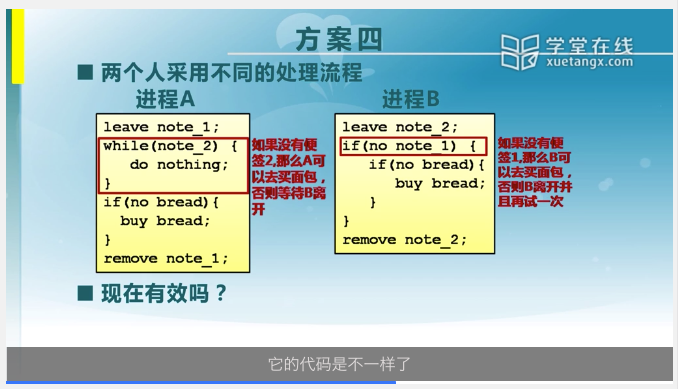 方案四
学堂在线
xuetangx.com
■ 两个人采用不同的处理流程
进程A
进程B
leave note_1;
while(note_2) {
do nothing;
}
if(no bread){
buy bread;
}
remove note_1;
如果没有便
签2,那么A可
以去买面包，
否则等待B离
开
leave note_2;
if(no note_1) {
if(no bread){
buy bread;
}
}
remove note_2;
如果没有便
签1,那么B可
以去买面包，
否则B离开并
且再试一次
■ 现在有效吗？
它的代码是不一样了